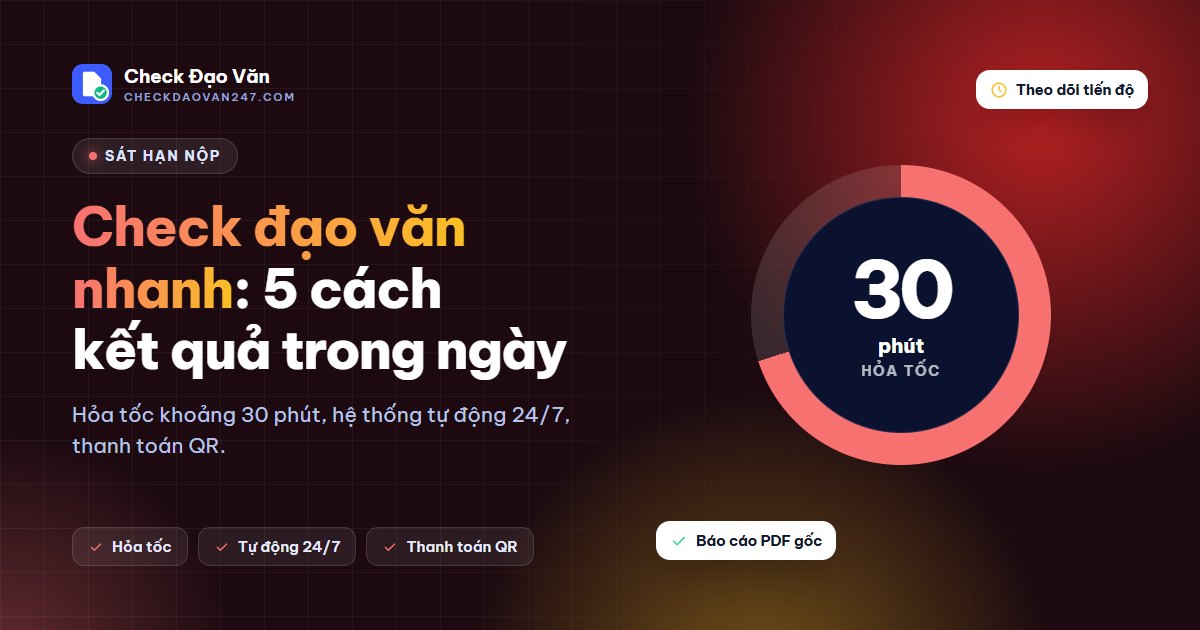 Check Đạo Văn
CHECKDAOVAN247.COM
Theo dõi tiến độ
SÁT HẠN NỘP
Check đạo văn
nhanh: 5 cách
kết quả trong ngày
Hỏa tốc khoảng 30 phút, hệ thống tự động 24/7,
thanh toán QR.
30
phút
HỎA TỐC
Hỏa tốc
Tự động 24/7
Thanh toán QR
Báo cáo PDF gốc